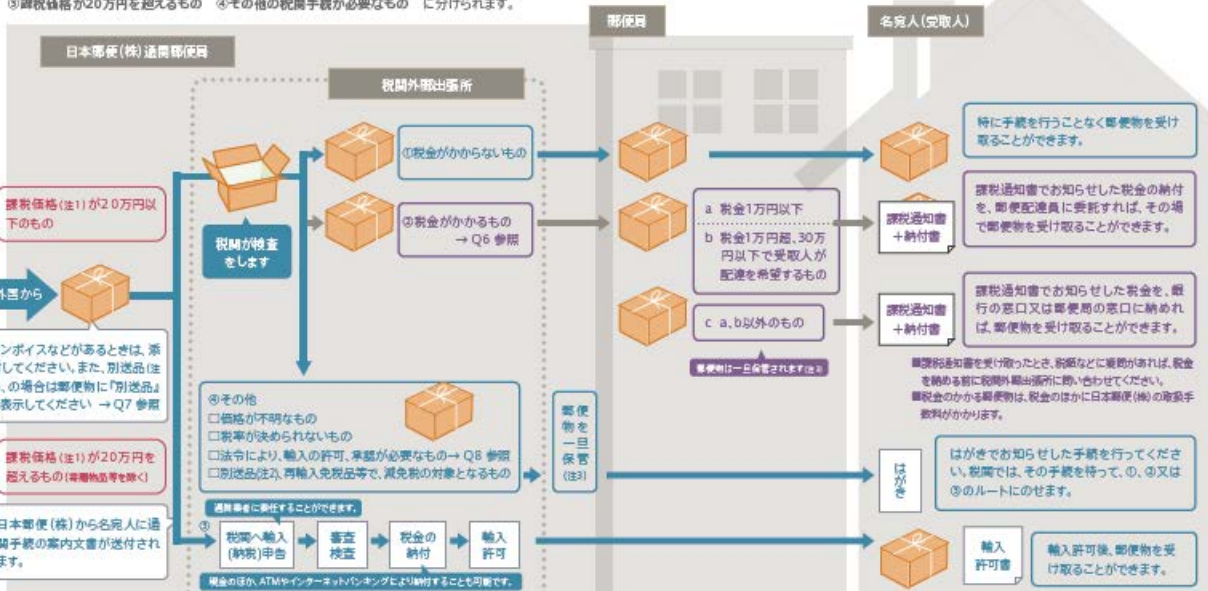 ③課税価格が20万円を超えるもの ④その他の税関手続が必要なもの に分けられます。
郵便局
名宛人(受取人)
日本郵便(株)通関郵便局
税関外郵出張所
特に手続を行うことなく郵便物を受け
取ることができます。
①税金がかからないもの
課税価格(注1)が20万円以
下のもの
②税金がかかるもの
→ Q6 参照
a 税金1万円以下
b 税金1万円超、30万
円以下で受取人が
配達を希望するもの
課税通知書
+納付書
課税通知書でお知らせした税金の納付
を、郵便配達員に委託すれば、その場
で郵便物を受け取ることができます。
税関が検査
をします
外国から
c a、b以外のもの
郵便物は一旦保管されます(注3)
課税通知書
+納付書
課税通知書でお知らせした税金を、銀
行の窓口又は郵便局の窓口に納めれ
ば、郵便物を受け取ることができます。
ンボイスなどがあるときは、添
してください。また、別送品(注
の場合は郵便物に『別送品』
表示してください → Q7 参照
■課税通知書を受け取ったとき、税額などに疑問があれば、税金
を納める前に税関外郵出張所に問い合わせてください。
■税金のかかる郵便物は、税金のほかに日本郵便(株)の取扱手
数料がかかります。
④その他
□価格が不明なもの
□税率が決められないもの
□法令により、輸入の許可、承認が必要なもの→ Q8 参照
□別送品(注2)、再輸入免税品等で、減免税の対象となるもの
郵便
物を
一旦
保管
(注3)
課税価格(注1)が20万円を
超えるもの(寄贈物品等を除く)
はがき
はがきでお知らせした手続を行ってくださ
い。税関では、その手続を待って、①、②又は
③のルートにのせます。
日本郵便(株)から名宛人に通
関手続の案内文書が送付され
ます。
通関業者に委任することができます。
③
税関へ輸入
(納税)申告
審査
検査
税金の
納付
輸入
許可
現金のほか、ATMやインターネットバンキングにより納付することも可能です。
輸入
許可書
輸入許可後、郵便物を受
け取ることができます。